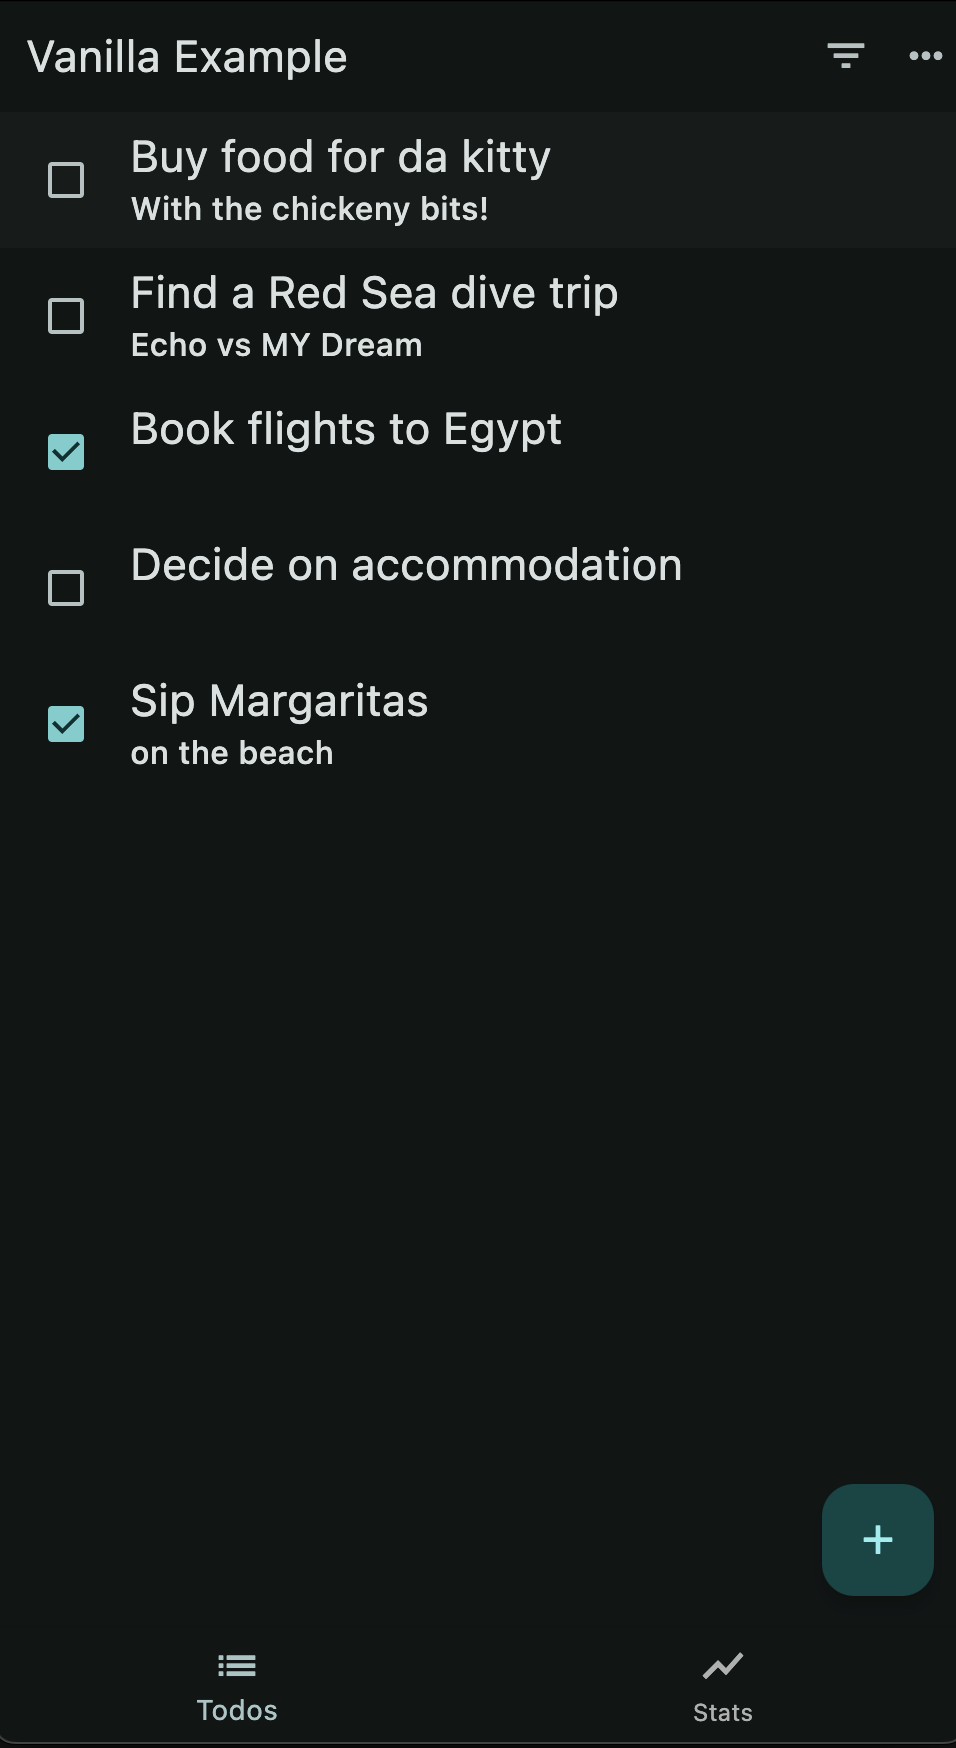 Vanilla Example
Buy food for da kitty
With the chickeny bits!
Find a Red Sea dive trip
Echo vs MY Dream
Book flights to Egypt
Decide on accommodation
Sip Margaritas
on the beach
Todos
Stats